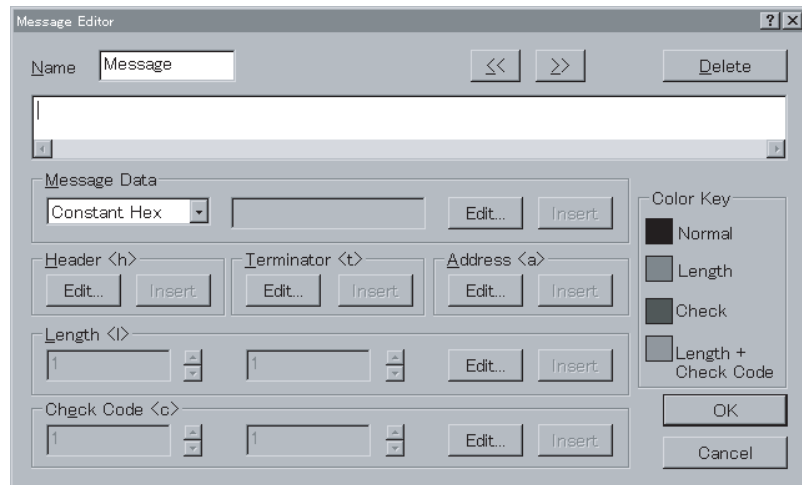 Message Editor
Name Message << >> Delete
Message Data
Constant Hex Edit... Insert
Color Key
Normal
Length
Check
Length +
Check Code
Header <h> Terminator <t> Address <a>
Edit... Insert Edit... Insert Edit... Insert
Length <l>
1 1 Edit... Insert
Check Code <c>
1 1 Edit... Insert
OK
Cancel